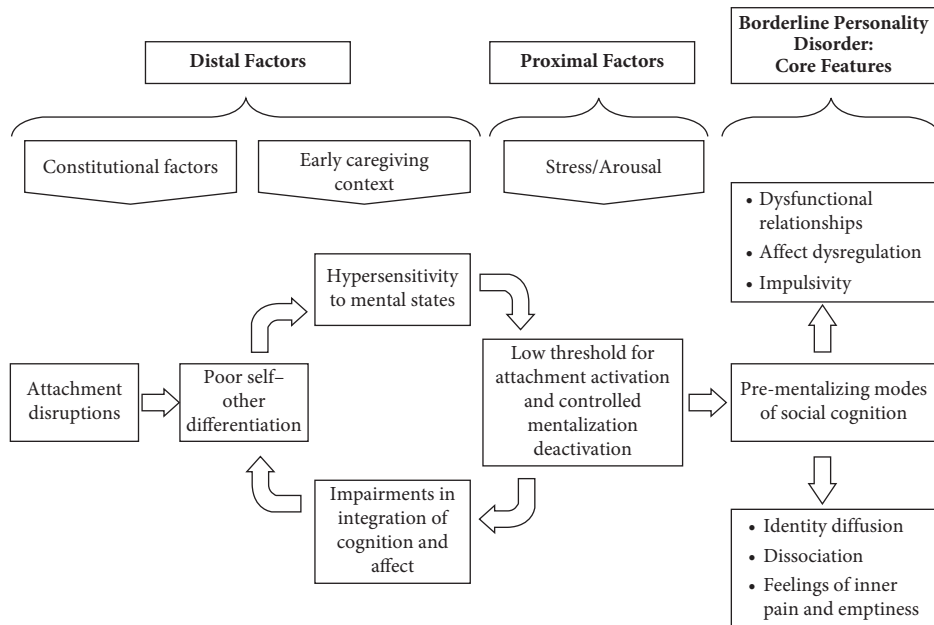 Distal Factors
Proximal Factors
Borderline Personality
Disorder:
Core Features
Constitutional factors
Early caregiving
context
Stress/Arousal
• Dysfunctional
relationships
• Affect dysregulation
• Impulsivity
Hypersensitivity
to mental states
Attachment
disruptions
Poor self–
other
differentiation
Low threshold for
attachment activation
and controlled
mentalization
deactivation
Pre-mentalizing modes
of social cognition
Impairments in
integration of
cognition and
affect
• Identity diffusion
• Dissociation
• Feelings of inner
pain and emptiness